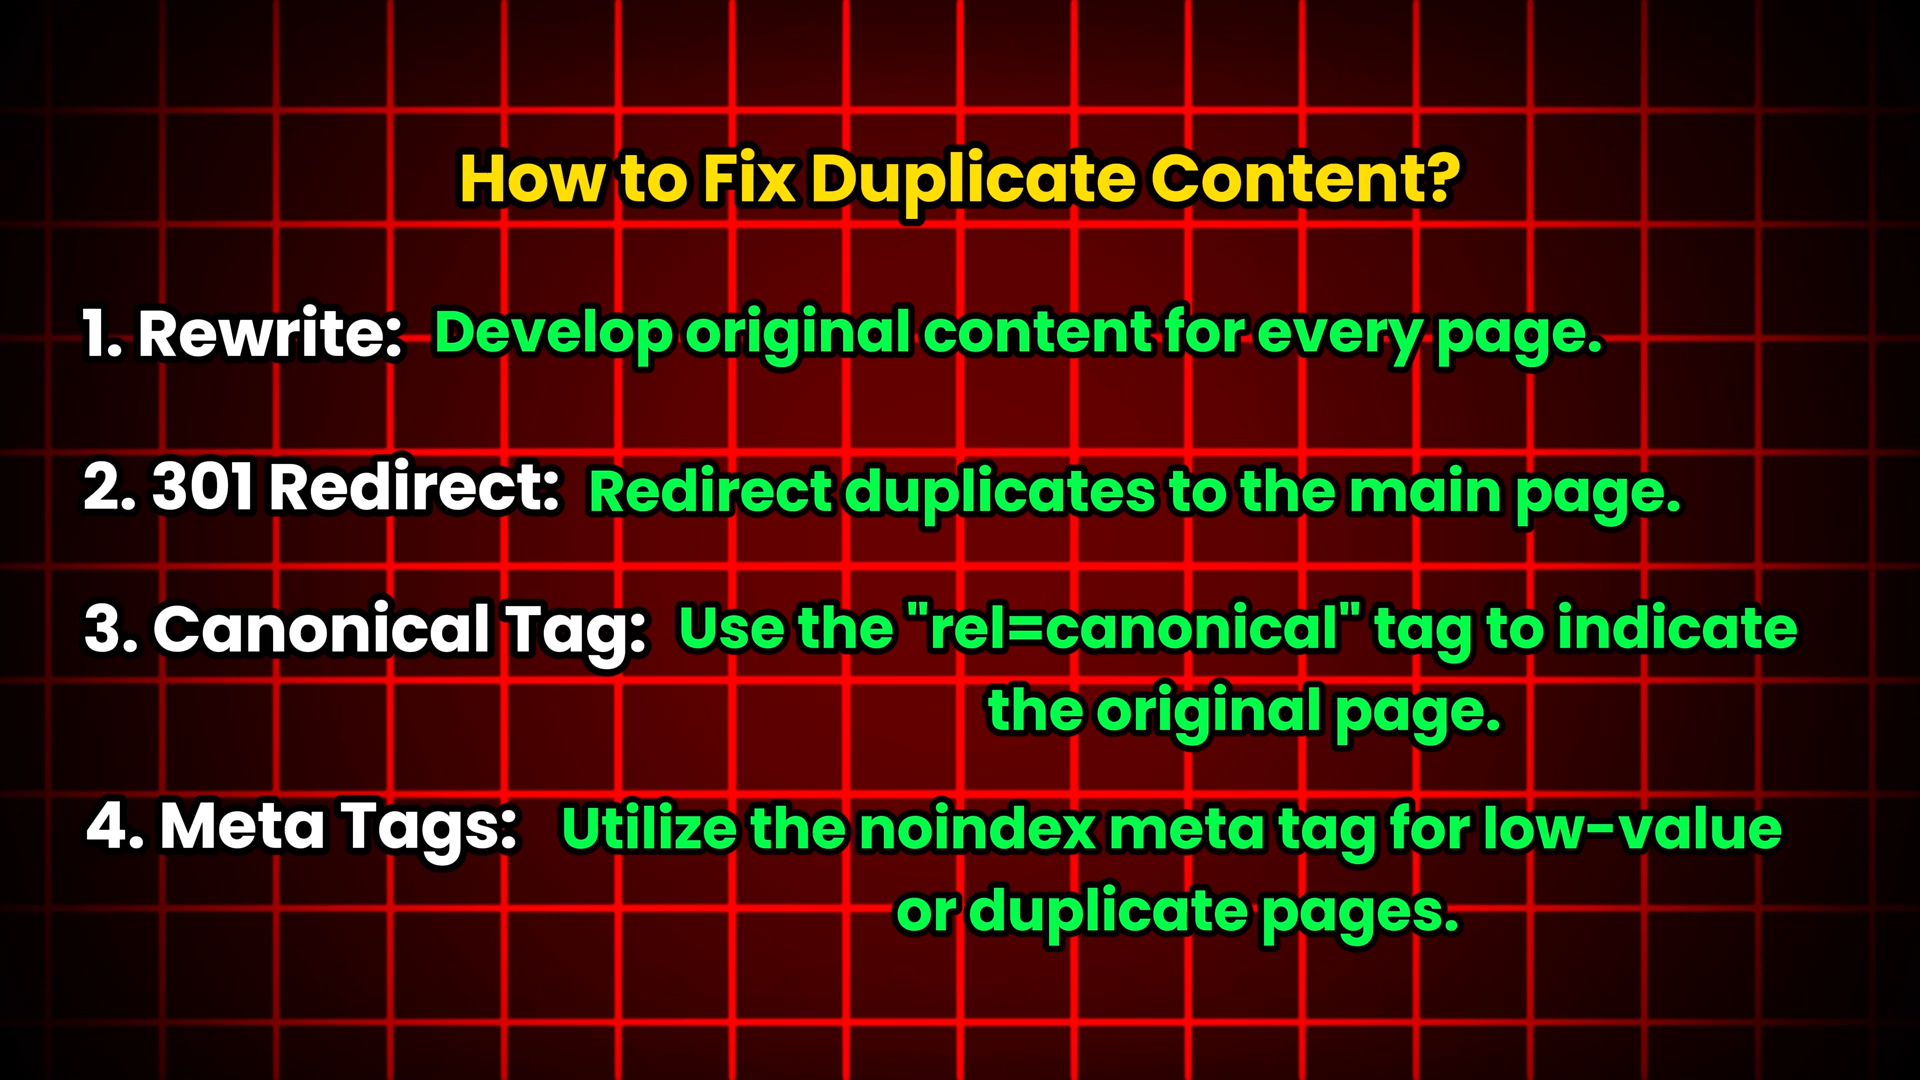 How to Fix Duplicate Content?
1. Rewrite: Develop original content for every page.
2. 301 Redirect: Redirect duplicates to the main page.
3. Canonical Tag: Use the "rel=canonical" tag to indicate
the original page.
4. Meta Tags: Utilize the noindex meta tag for low-value
or duplicate pages.